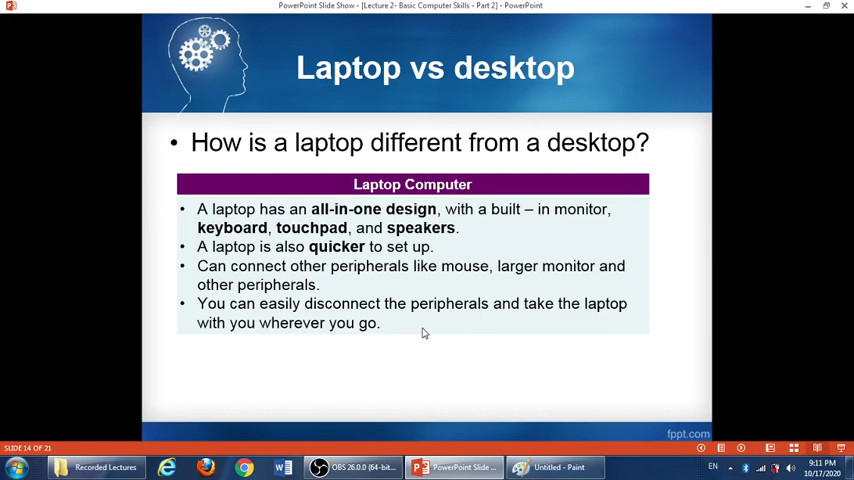 PowerPoint Slide Show - [Lecture 2- Basic Computer Skills - Part 2] - PowerPoint
Laptop vs desktop
• How is a laptop different from a desktop?
Laptop Computer
• A laptop has an all-in-one design, with a built – in monitor,
keyboard, touchpad, and speakers.
• A laptop is also quicker to set up.
• Can connect other peripherals like mouse, larger monitor and
other peripherals.
• You can easily disconnect the peripherals and take the laptop
with you wherever you go.
fppt.com
SLIDE 14 OF 21
Recorded Lectures
OBS 26.0.0 (64-bit...
PowerPoint Slide ...
Untitled - Paint
EN
9:11 PM
10/17/2020